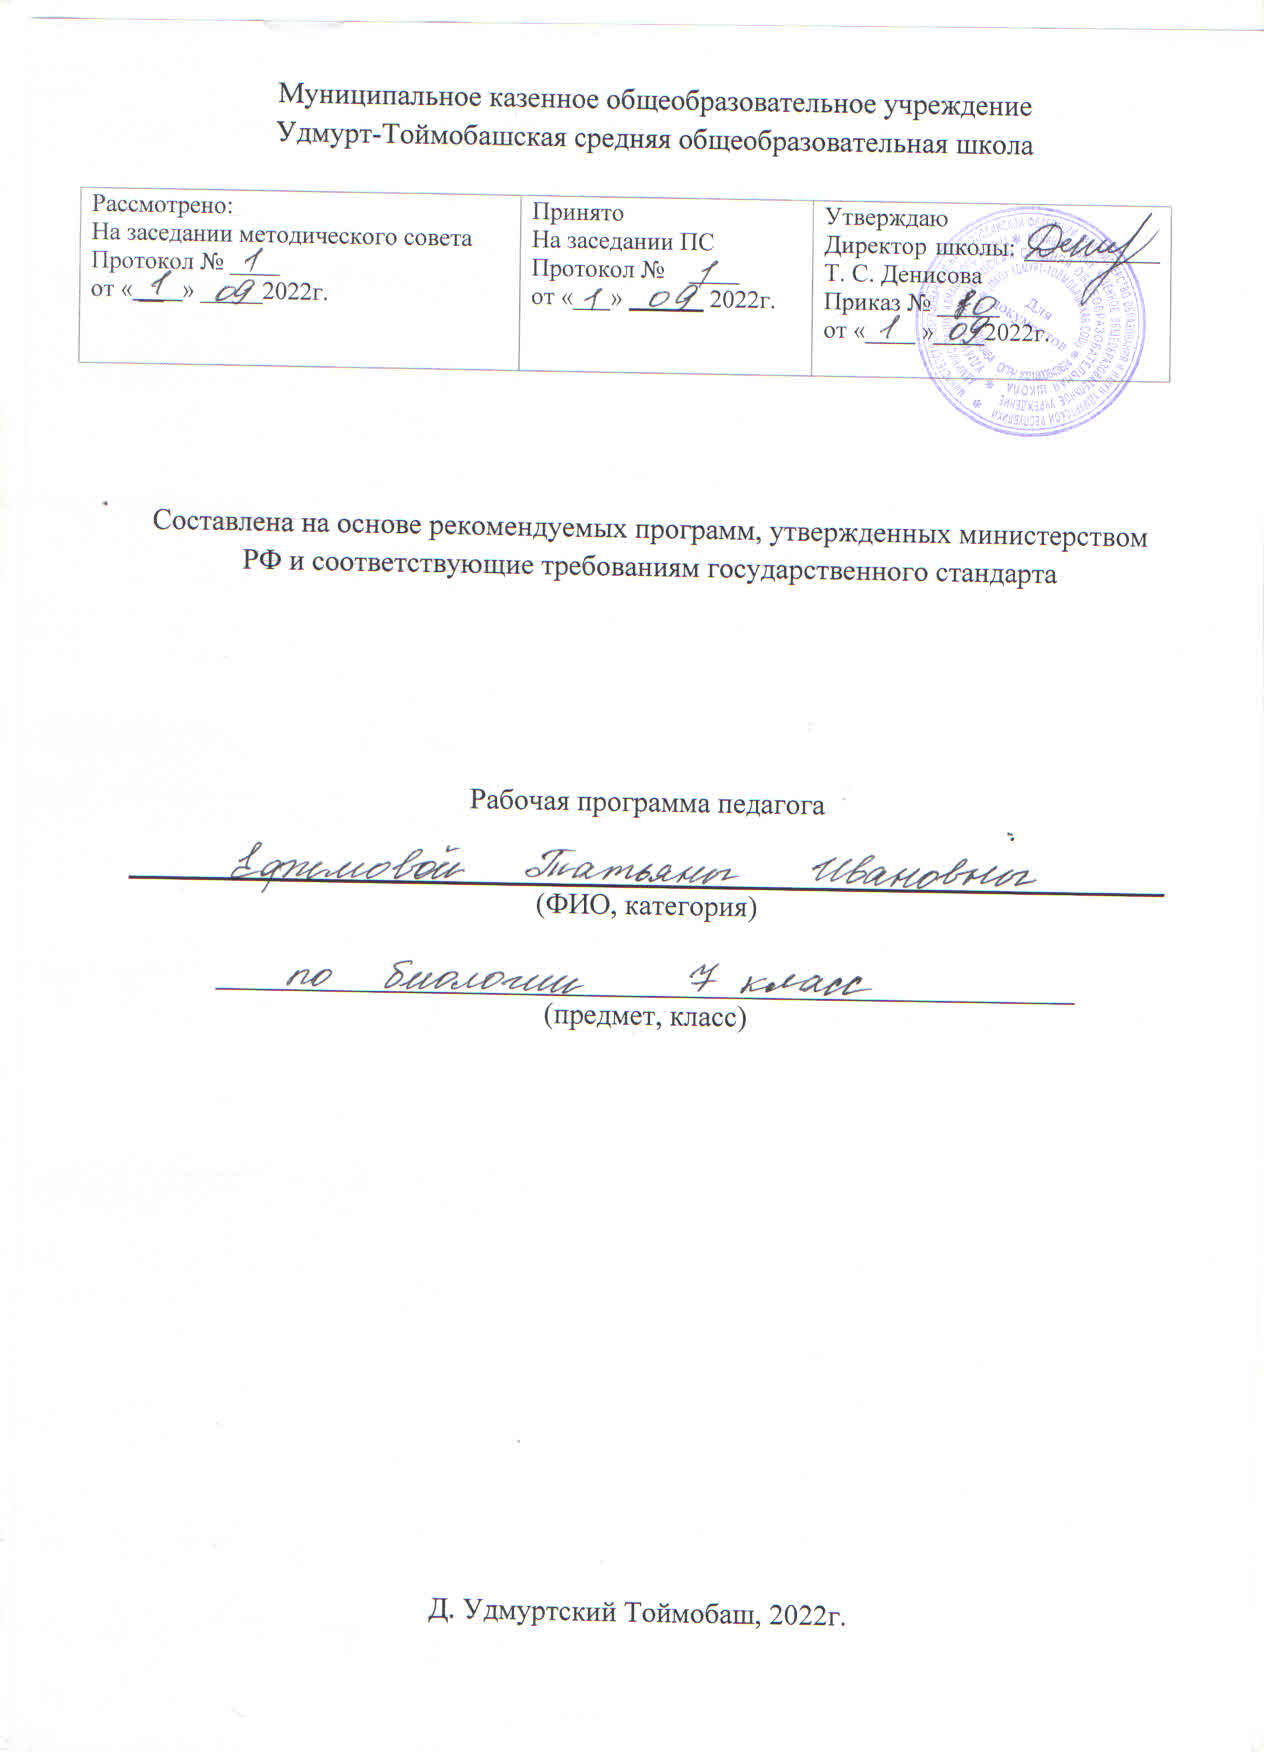 Муниципальное казенное общеобразовательное учреждение
Удмурт-Тоймобашская средняя общеобразовательная школа
Рассмотрено:
На заседании методического совета
Протокол № 1
от «1» 09 2022г.
Принято
На заседании ПС
Протокол № 1
от «1» 09 2022г.
Утверждаю
Директор школы:
Т. С. Денисова
Приказ № 80
от «1» 09 2022г.
Для
документов
Составлена на основе рекомендуемых программ, утвержденных министерством
РФ и соответствующие требованиям государственного стандарта
Рабочая программа педагога
Ефимовой Татьяны Ивановны
(ФИО, категория)
по биологии 7 класс
(предмет, класс)
Д. Удмуртский Тоймобаш, 2022г.